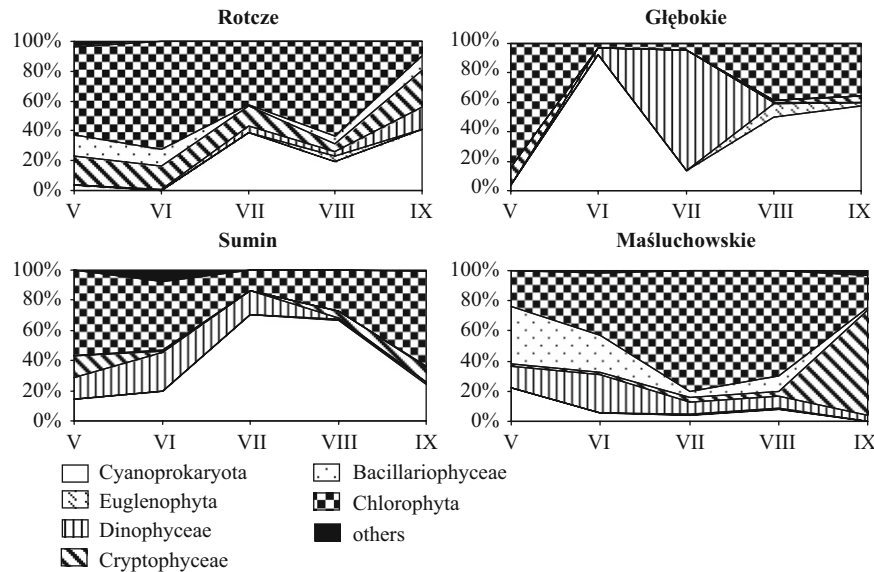 Rotcze
100%
80%
60%
40%
20%
0%
V VI VII VIII IX
Głębokie
100%
80%
60%
40%
20%
0%
V VI VII VIII IX
Sumin
100%
80%
60%
40%
20%
0%
V VI VII VIII IX
Maśluchowskie
100%
80%
60%
40%
20%
0%
V VI VII VIII IX
Cyanoprokaryota
Euglenophyta
Dinophyceae
Cryptophyceae
Bacillariophyceae
Chlorophyta
others